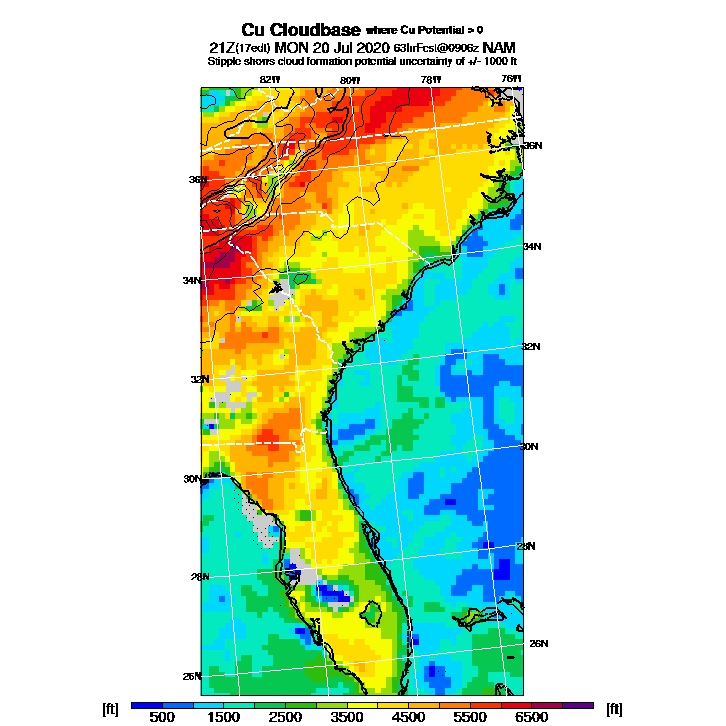 Cu Cloudbase where Cu Potential > 0
21Z(17edt) MON 20 Jul 2020 63hrFcst@0906z NAM
Stipple shows cloud formation potential uncertainty of +/- 1000 ft
82W 80W 78W 76W
36N 36N
34N 34N
32N 32N
30N 30N
28N 28N
26N 26N
[ft] 500 1500 2500 3500 4500 5500 6500 [ft]